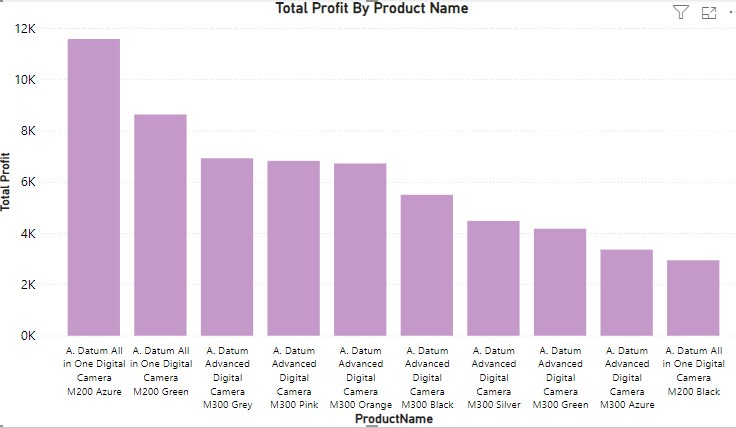 Total Profit By Product Name
12K
10K
8K
6K
4K
2K
0K
Total Profit
A. Datum All
in One Digital
Camera
M200 Azure
A. Datum All
in One Digital
Camera
M200 Green
A. Datum
Advanced
Digital
Camera
M300 Grey
A. Datum
Advanced
Digital
Camera
M300 Pink
A. Datum
Advanced
Digital
Camera
M300 Orange
A. Datum
Advanced
Digital
Camera
M300 Black
A. Datum
Advanced
Digital
Camera
M300 Silver
A. Datum
Advanced
Digital
Camera
M300 Green
A. Datum
Advanced
Digital
Camera
M300 Azure
A. Datum All
in One Digital
Camera
M200 Black
ProductName